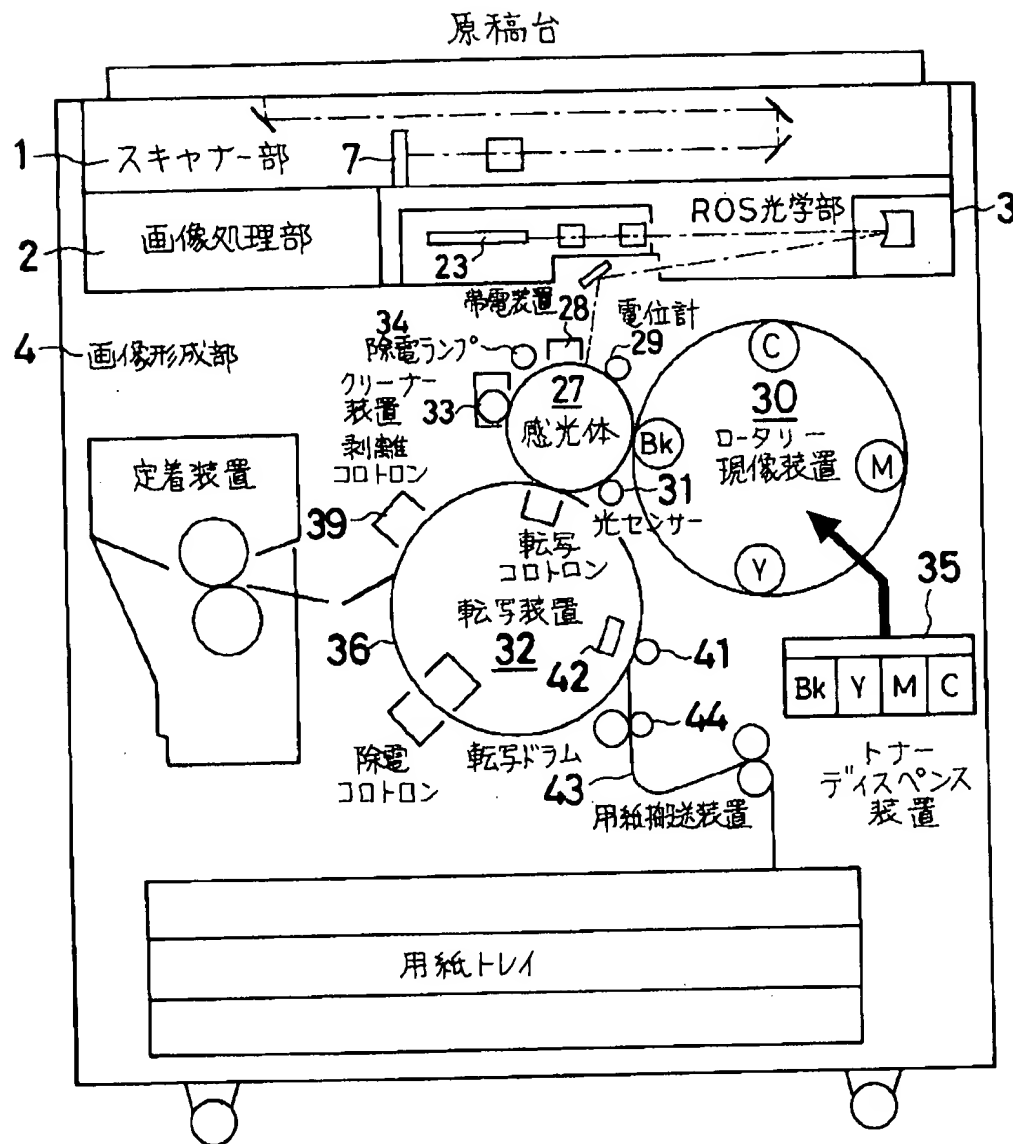 原稿台
1
スキャナー部
7
2
画像処理部
ROS光学部
3
23
帯電装置
28
電位計
29
4
画像形成部
34
除電ランプ
クリーナー
装置
33
27
感光体
C
30
ロータリー
現像装置
Bk
M
Y
剥離
コロトロン
39
31
光センサー
定着装置
転写
コロトロン
転写装置
32
36
42
41
35
Bk
Y
M
C
除電
コロトロン
転写ドラム
44
43
用紙搬送装置
トナー
ディスペンス
装置
用紙トレイ